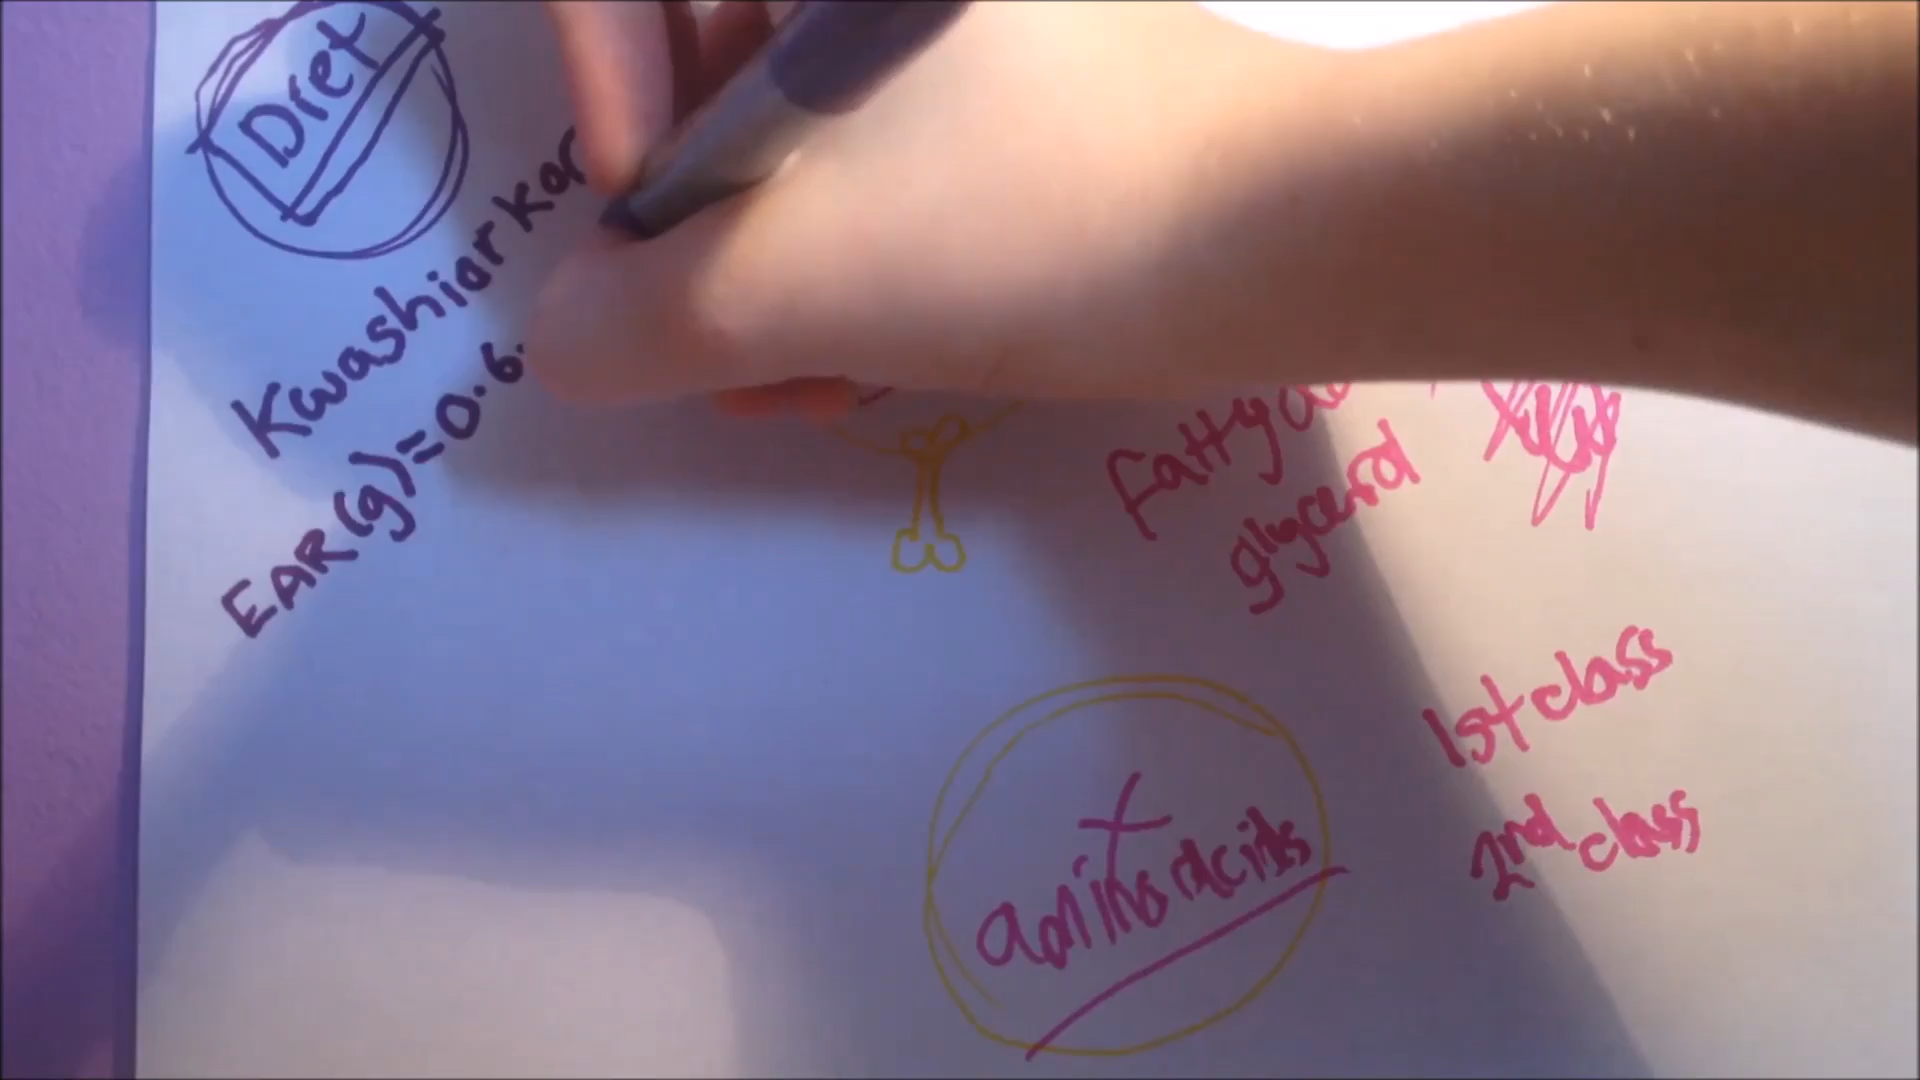 Diet
Kwashiorkor
EAR(g)=0.6.
Fatty
glycerol
1st class
2nd class
amino acids